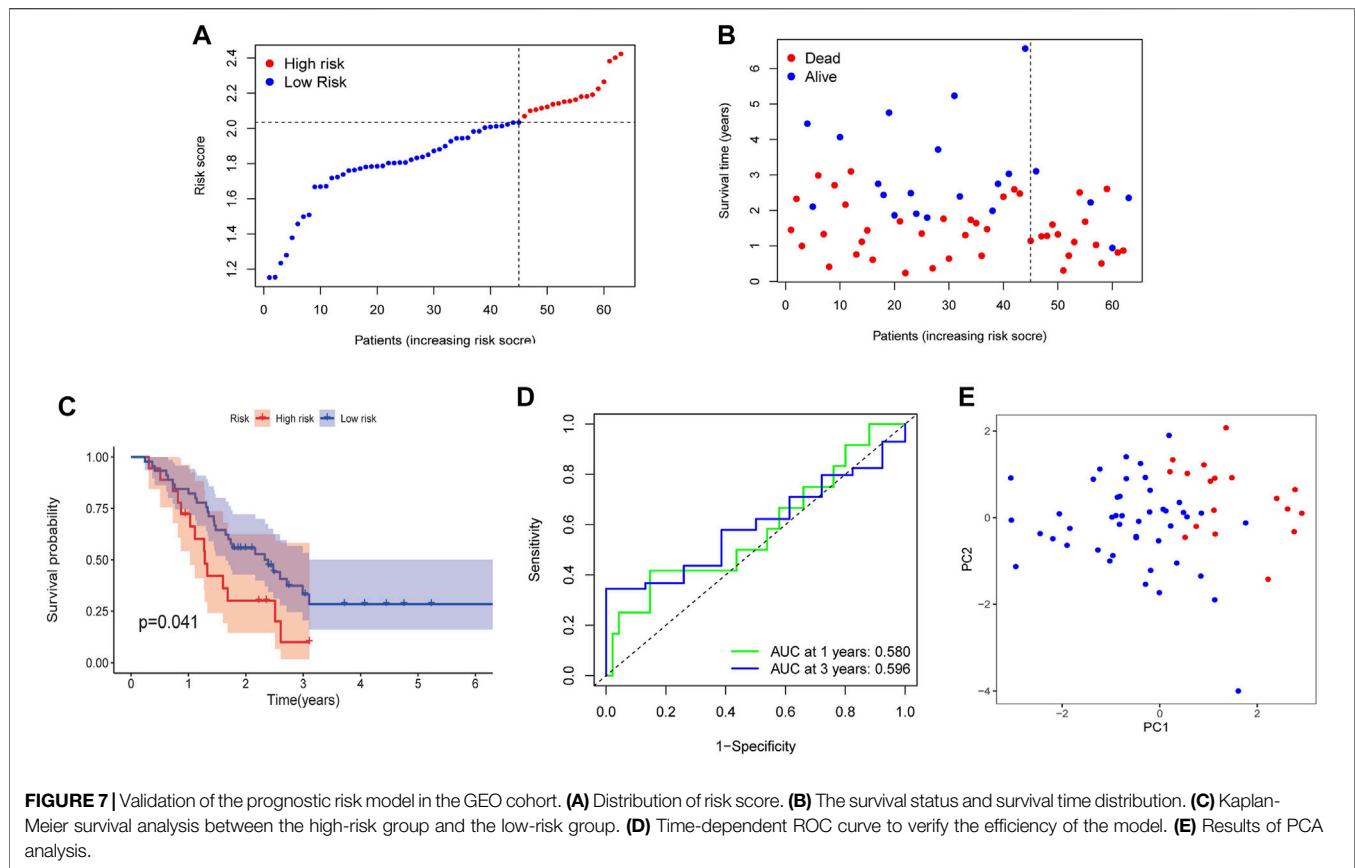 A
High risk
Low Risk
Risk score
2.4
2.2
2.0
1.8
1.6
1.4
1.2
0 10 20 30 40 50 60
Patients (increasing risk socre)
B
Dead
Alive
Survival time (years)
6
5
4
3
2
1
0
0 10 20 30 40 50 60
Patients (increasing risk socre)
C
Risk High risk Low risk
Survival probability
1.00
0.75
0.50
0.25
0.00
p=0.041
0 1 2 3 4 5 6
Time(years)
D
Sensitivity
1.0
0.8
0.6
0.4
0.2
0.0
AUC at 1 years: 0.580
AUC at 3 years: 0.596
0.0 0.2 0.4 0.6 0.8 1.0
1−Specificity
E
PC2
2
0
−2
−4
−2 0 2
PC1
FIGURE 7 | Validation of the prognostic risk model in the GEO cohort. (A) Distribution of risk score. (B) The survival status and survival time distribution. (C) Kaplan-
Meier survival analysis between the high-risk group and the low-risk group. (D) Time-dependent ROC curve to verify the efficiency of the model. (E) Results of PCA
analysis.